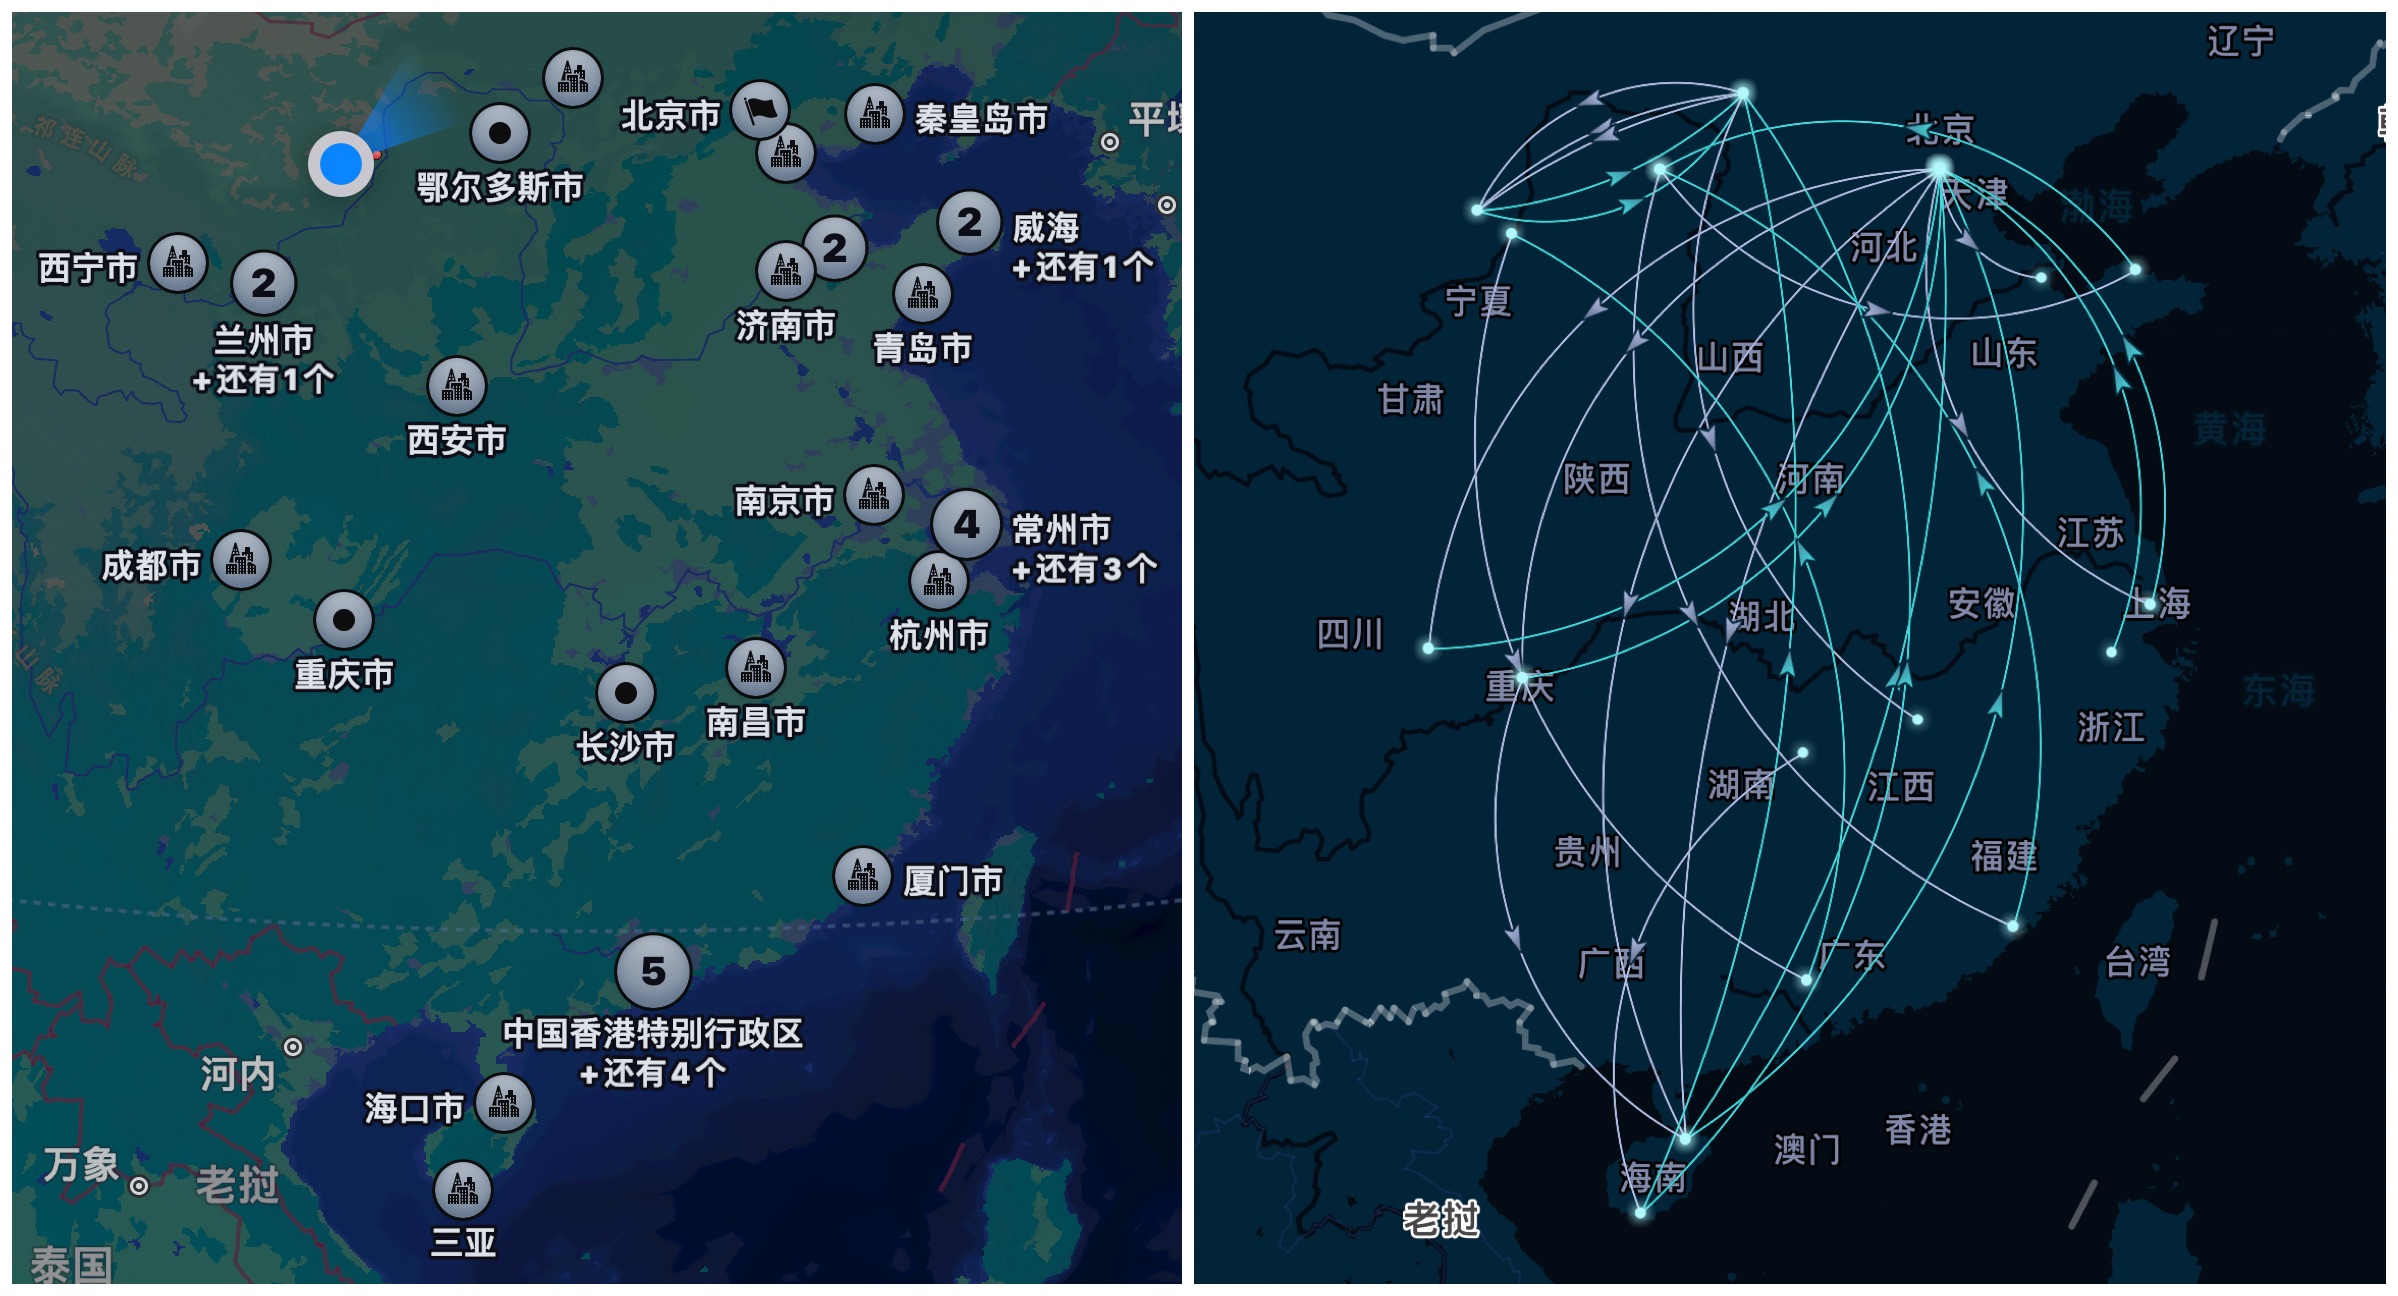 祁连山脉
北京市
秦皇岛市
平壤
鄂尔多斯市
西宁市
2
兰州市
+还有1个
2
济南市
2
威海
+还有1个
青岛市
西安市
南京市
4
常州市
+还有3个
成都市
杭州市
重庆市
山脉
长沙市
南昌市
厦门市
5
中国香港特别行政区
+还有4个
河内
海口市
万象
老挝
三亚
泰国
辽宁
北京
天津
渤海
河北
宁夏
山西
山东
甘肃
黄海
陕西
河南
江苏
安徽
上海
四川
湖北
重庆
东海
浙江
湖南
江西
贵州
福建
云南
广西
广东
台湾
香港
澳门
海南
老挝